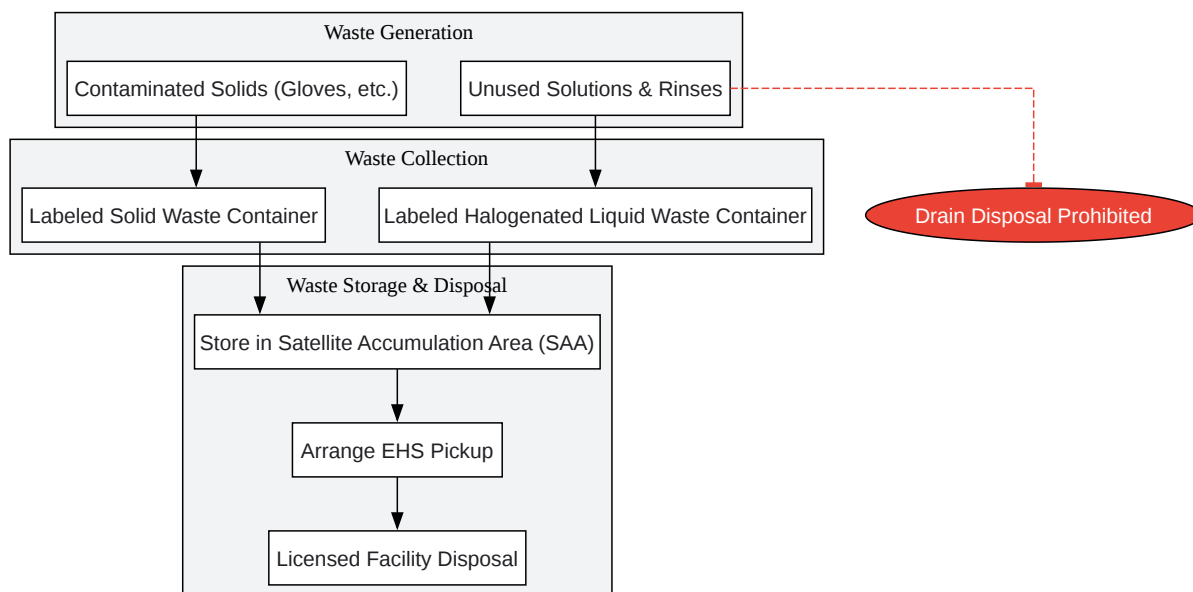 Waste Generation
Contaminated Solids (Gloves, etc.)
Unused Solutions & Rinses
Waste Collection
Labeled Solid Waste Container
Labeled Halogenated Liquid Waste Container
Drain Disposal Prohibited
Waste Storage & Disposal
Store in Satellite Accumulation Area (SAA)
Arrange EHS Pickup
Licensed Facility Disposal